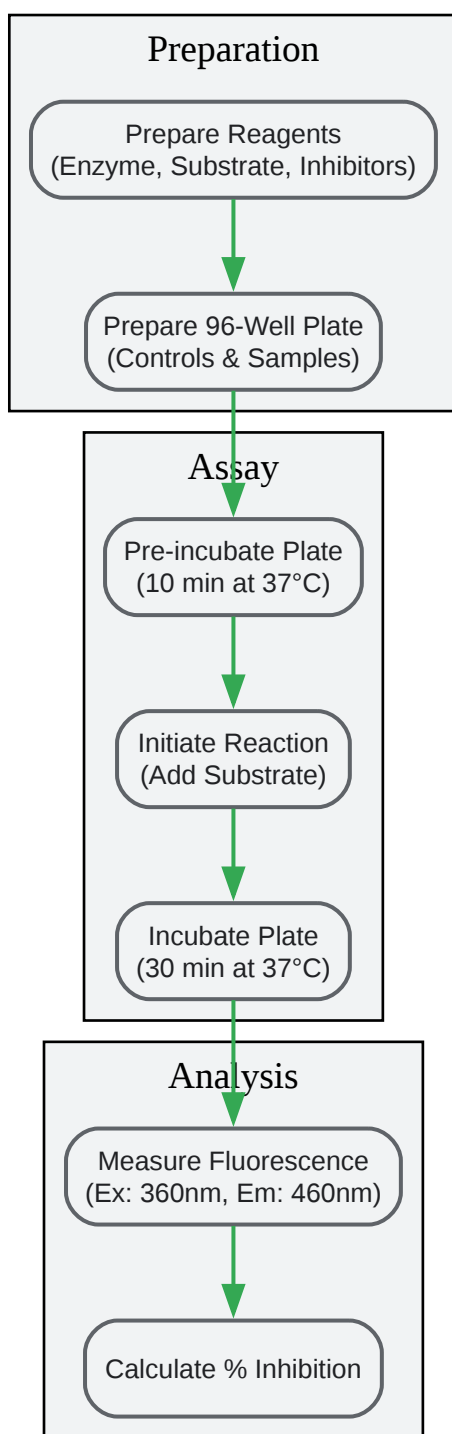 Preparation
Prepare Reagents
(Enzyme, Substrate, Inhibitors)
Prepare 96-Well Plate
(Controls & Samples)
Assay
Pre-incubate Plate
(10 min at 37°C)
Initiate Reaction
(Add Substrate)
Incubate Plate
(30 min at 37°C)
Analysis
Measure Fluorescence
(Ex: 360nm, Em: 460nm)
Calculate % Inhibition